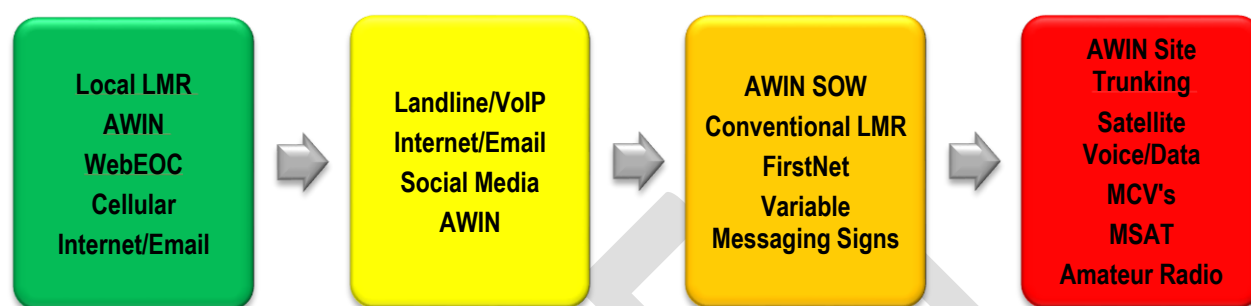 Local LMR
AWIN
WebEOC
Cellular
Internet/Email
Landline/VoIP
Internet/Email
Social Media
AWIN
AWIN SOW
Conventional LMR
FirstNet
Variable
Messaging Signs
AWIN Site
Trunking
Satellite
Voice/Data
MCV's
MSAT
Amateur Radio